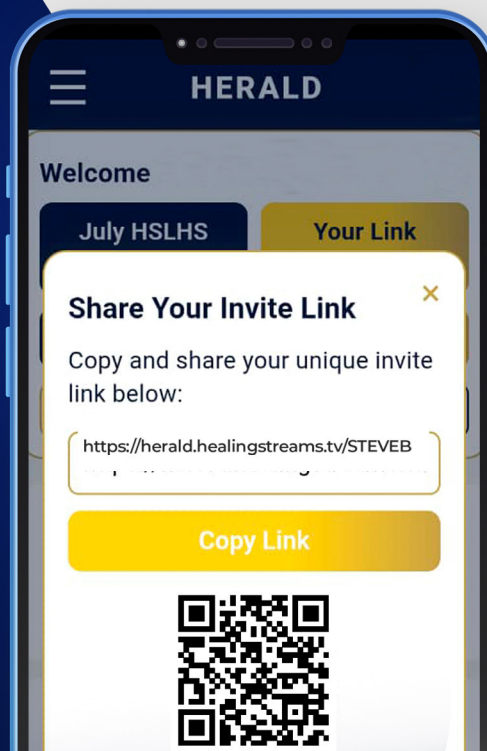 HERALD
Welcome
July HSLHS
Your Link
Share Your Invite Link
×
Copy and share your unique invite
link below:
https://herald.healingstreams.tv/STEVEB
Copy Link